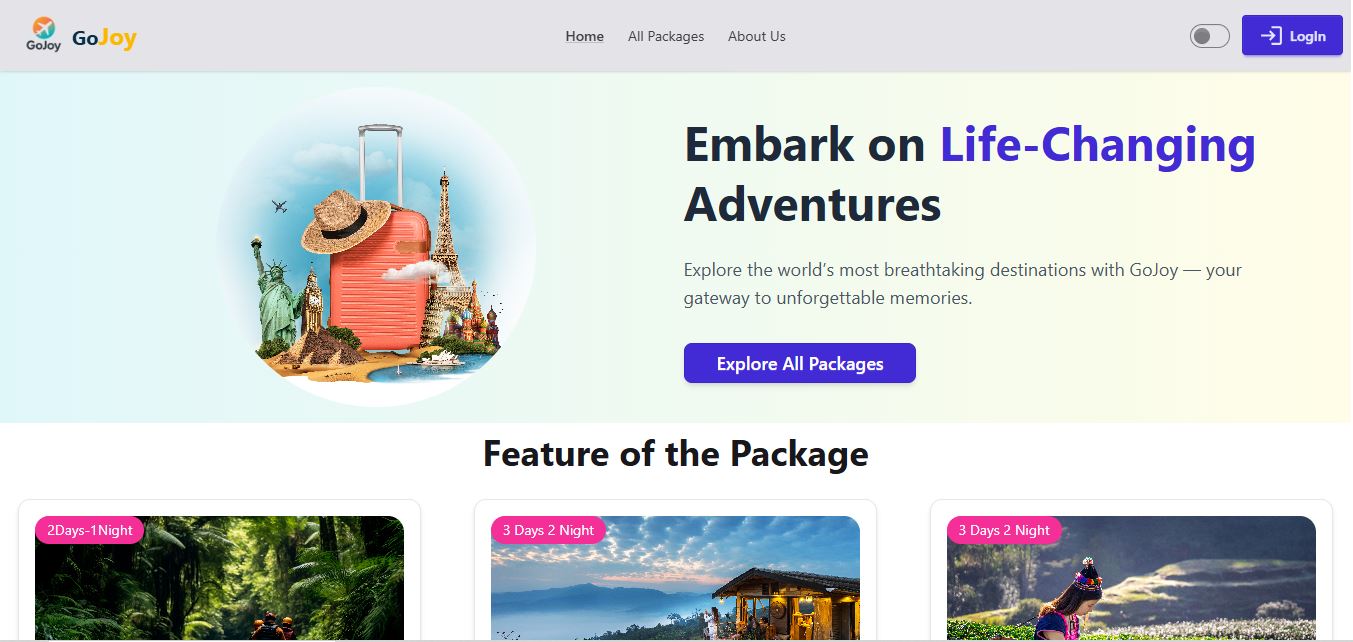 GoJoy
GoJoy
Home
All Packages
About Us
LogIn
Embark on Life-Changing
Adventures
Explore the world's most breathtaking destinations with GoJoy — your
gateway to unforgettable memories.
Explore All Packages
Feature of the Package
2Days-1Night
3 Days 2 Night
3 Days 2 Night